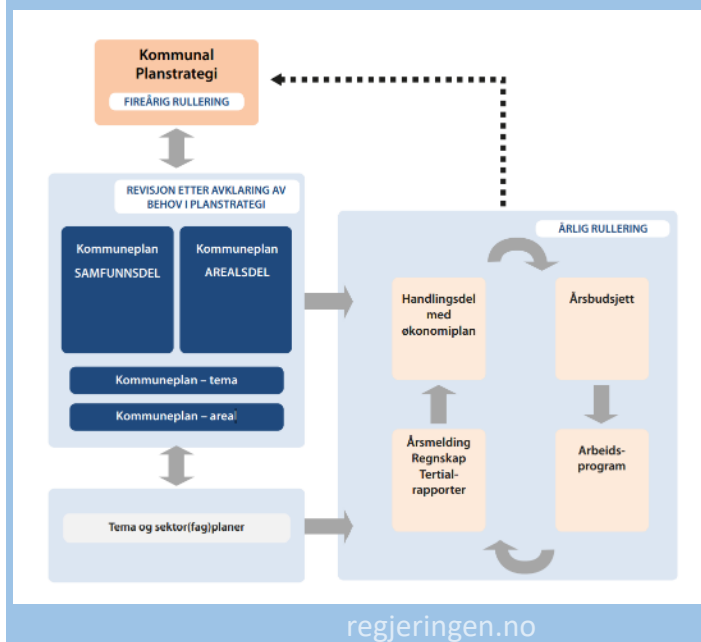 Kommunal
Planstrategi
FIREÅRIG RULLERING
REVISJON ETTER AVKLARING AV
BEHOV I PLANSTRATEGI
Kommuneplan
SAMFUNNSDEL
Kommuneplan
AREALSDEL
Kommuneplan – tema
Kommuneplan – areal
Tema og sektor(fag)planer
ÅRLIG RULLERING
Handlingsdel
med
økonomiplan
Årsbudsjett
Årsmelding
Regnskap
Tertial-
rapporter
Arbeids-
program
regjeringen.no